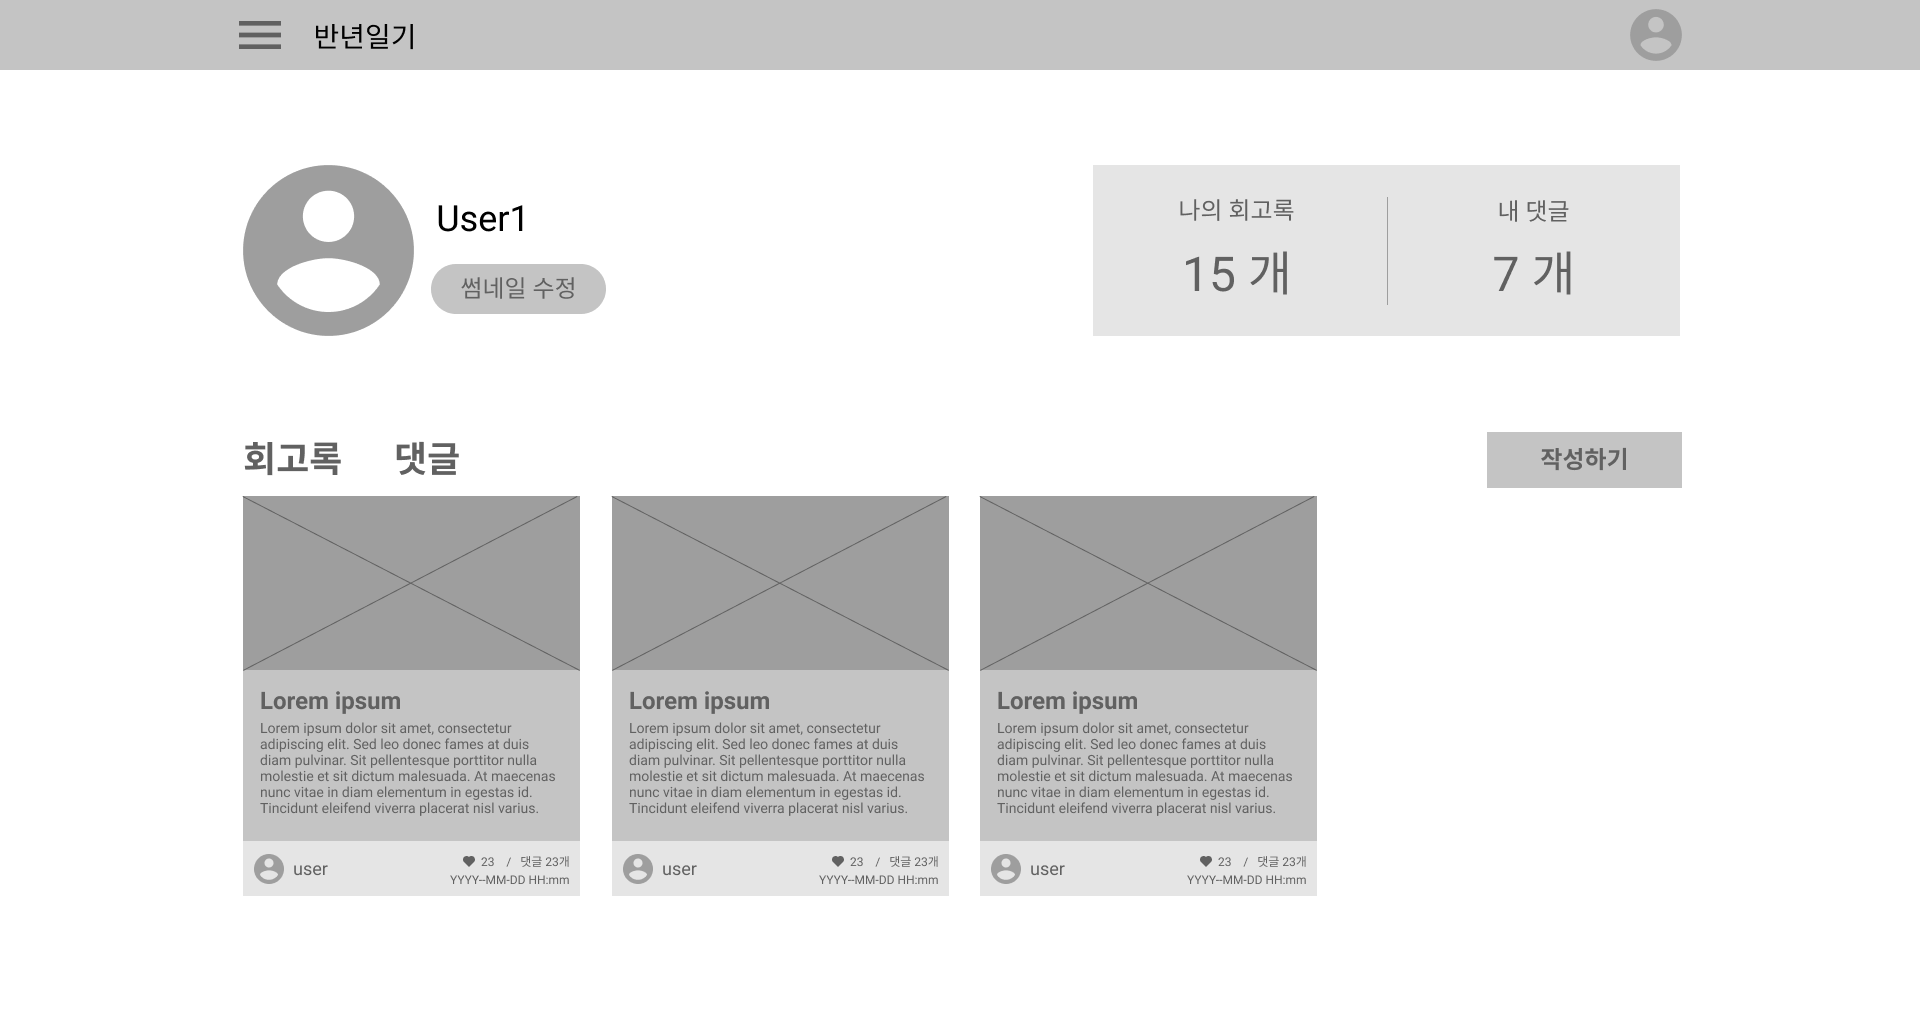 반년일기
User1
썸네일 수정
나의 회고록
15 개
내 댓글
7 개
회고록
댓글
작성하기
Lorem ipsum
Lorem ipsum dolor sit amet, consectetur
adipiscing elit. Sed leo donec fames at duis
diam pulvinar. Sit pellentesque porttitor nulla
molestie et sit dictum malesuada. At maecenas
nunc vitae in diam elementum in egestas id.
Tincidunt eleifend viverra placerat nisl varius.
user
23 / 댓글 23개
YYYY--MM-DD HH:mm
Lorem ipsum
Lorem ipsum dolor sit amet, consectetur
adipiscing elit. Sed leo donec fames at duis
diam pulvinar. Sit pellentesque porttitor nulla
molestie et sit dictum malesuada. At maecenas
nunc vitae in diam elementum in egestas id.
Tincidunt eleifend viverra placerat nisl varius.
user
23 / 댓글 23개
YYYY--MM-DD HH:mm
Lorem ipsum
Lorem ipsum dolor sit amet, consectetur
adipiscing elit. Sed leo donec fames at duis
diam pulvinar. Sit pellentesque porttitor nulla
molestie et sit dictum malesuada. At maecenas
nunc vitae in diam elementum in egestas id.
Tincidunt eleifend viverra placerat nisl varius.
user
23 / 댓글 23개
YYYY--MM-DD HH:mm